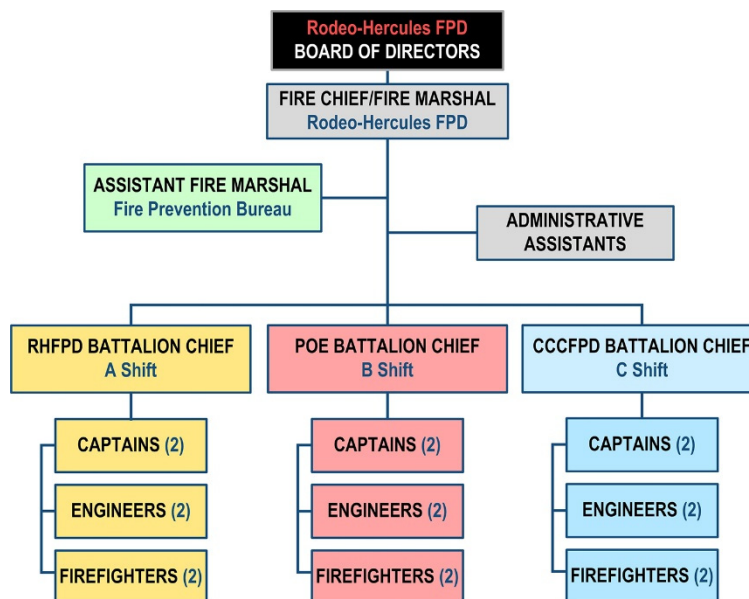 Rodeo-Hercules FPD
BOARD OF DIRECTORS
FIRE CHIEF/FIRE MARSHAL
Rodeo-Hercules FPD
ASSISTANT FIRE MARSHAL
Fire Prevention Bureau
ADMINISTRATIVE
ASSISTANTS
RHFPD BATTALION CHIEF
A Shift
POE BATTALION CHIEF
B Shift
CCCFPD BATTALION CHIEF
C Shift
CAPTAINS (2)
CAPTAINS (2)
CAPTAINS (2)
ENGINEERS (2)
ENGINEERS (2)
ENGINEERS (2)
FIREFIGHTERS (2)
FIREFIGHTERS (2)
FIREFIGHTERS (2)